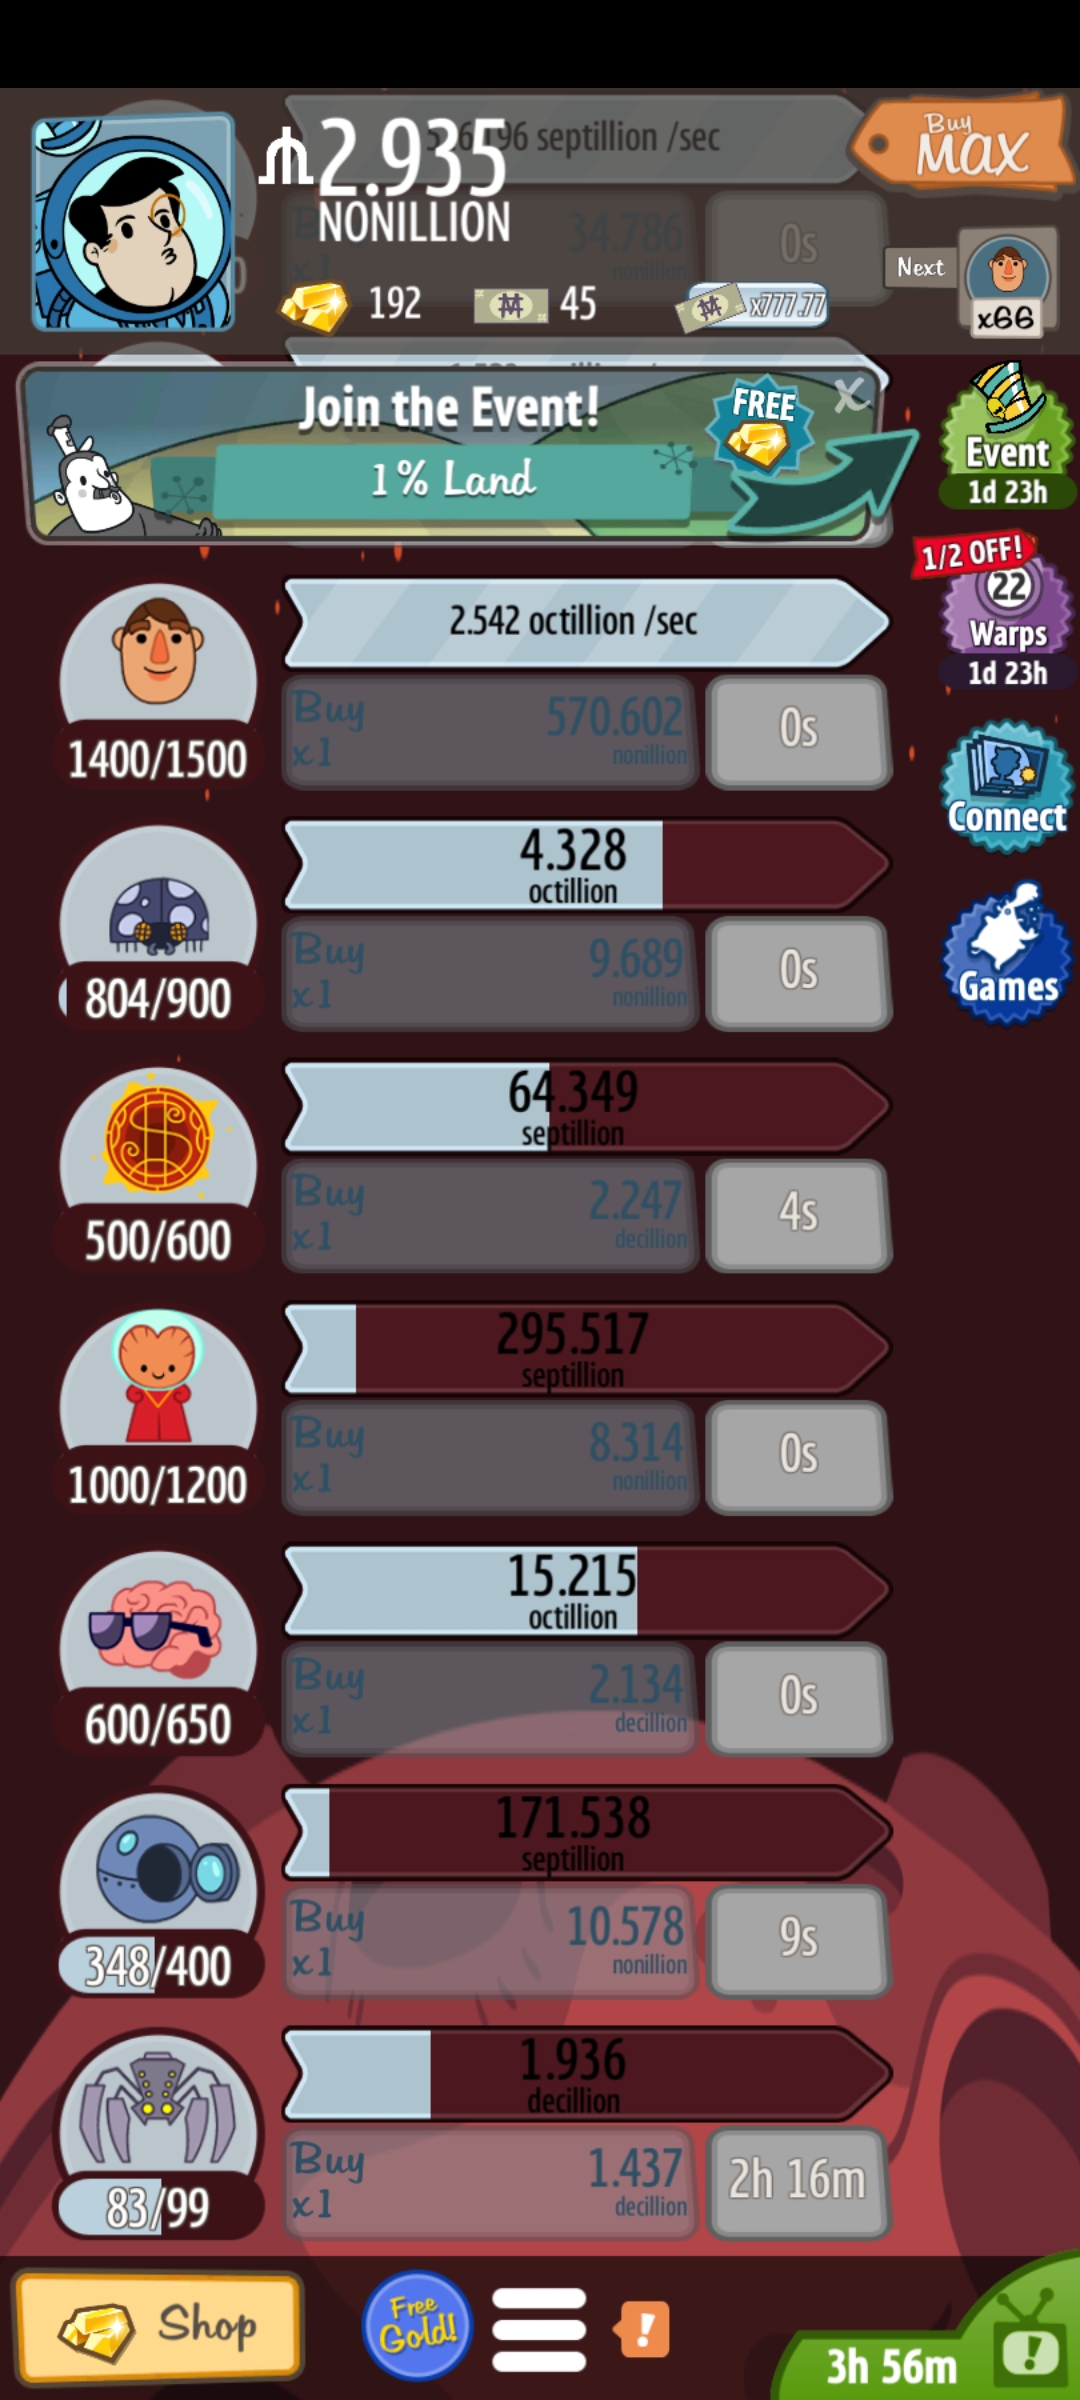 septillion /sec
Buy
MAX
₼2.935
NONILLION
34.786
nonillion
0s
Next
x66
192
45
x777.77
Join the Event!
1% Land
FREE
X
Event
1d 23h
1/2 OFF!
22
Warps
1d 23h
Connect
Games
2.542 octillion /sec
Buy
x1
570.602
nonillion
0s
1400/1500
4.328
octillion
Buy
x1
9.689
nonillion
0s
804/900
64.349
septillion
Buy
x1
2.247
decillion
4s
500/600
295.517
septillion
Buy
x1
8.314
nonillion
0s
1000/1200
15.215
octillion
Buy
x1
2.134
decillion
0s
600/650
171.538
septillion
Buy
x1
10.578
nonillion
9s
348/400
1.936
decillion
Buy
x1
1.437
decillion
2h 16m
83/99
Shop
Free
Gold!
!
3h 56m
!